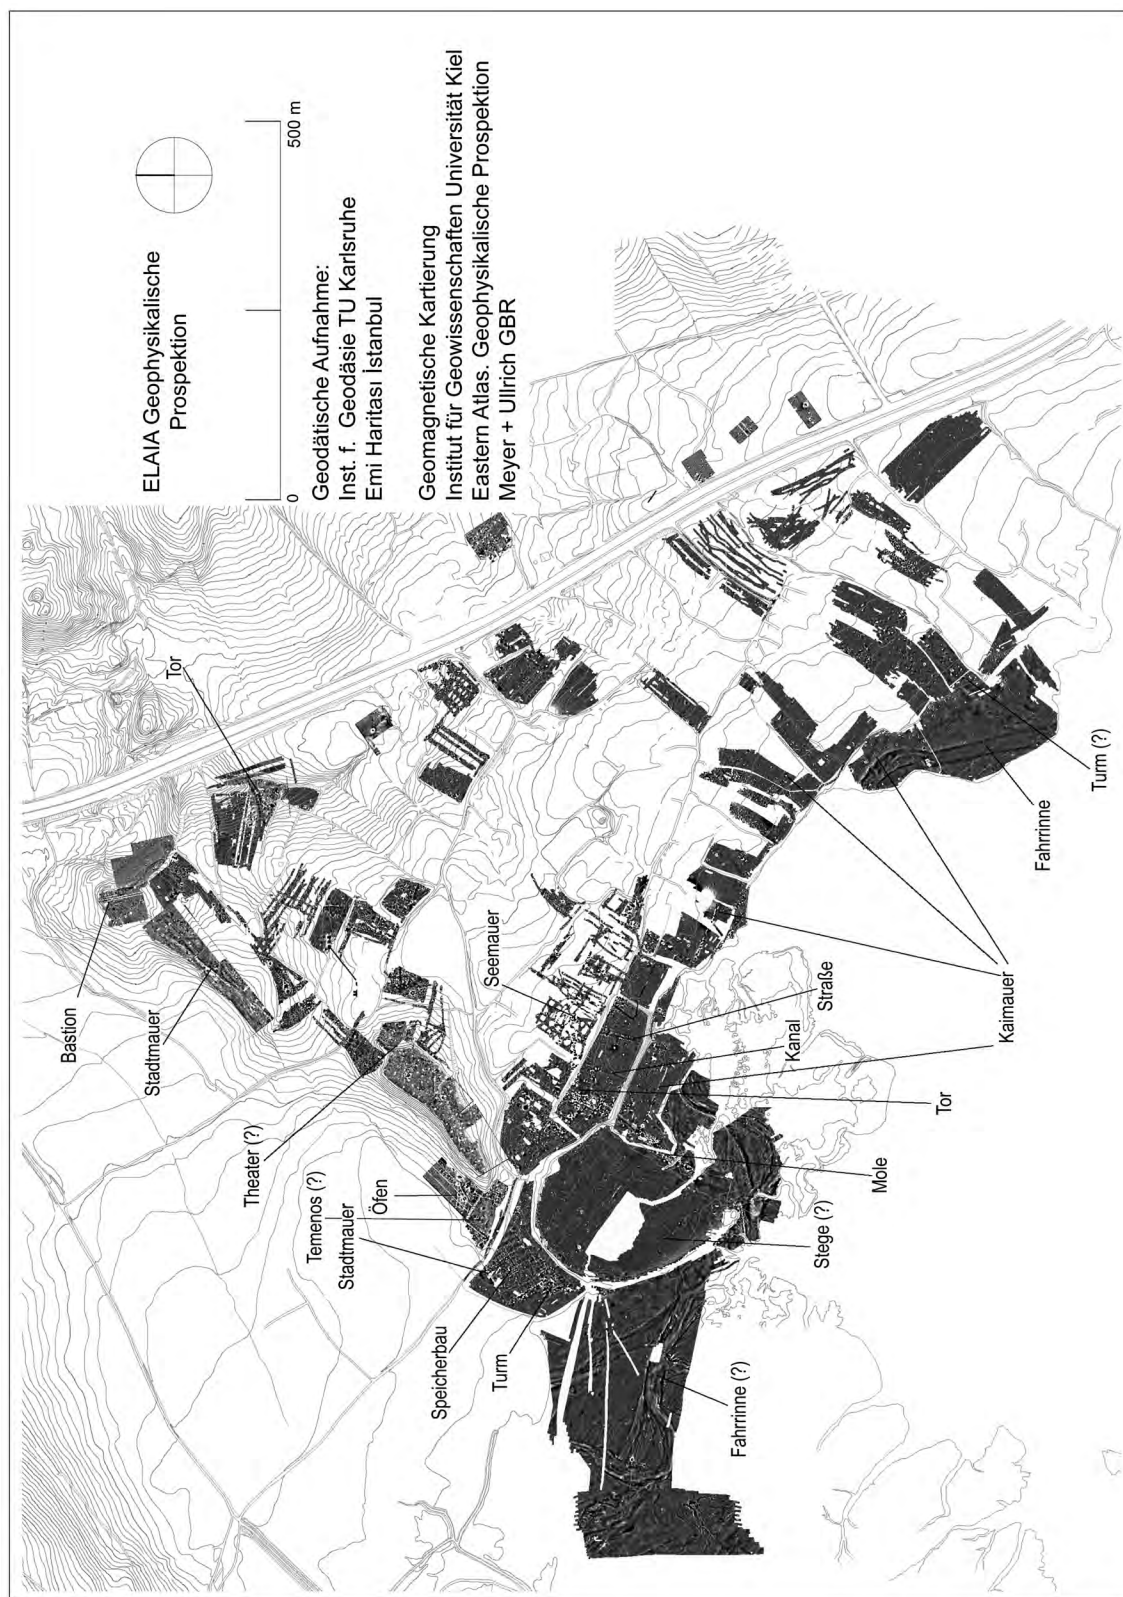 ELAIA Geophysikalische
Prospektion
0
500 m
Geodätische Aufnahme:
Inst. f. Geodäsie TU Karlsruhe
Emi Haritası İstanbul
Geomagnetische Kartierung
Institut für Geowissenschaften Universität Kiel
Eastern Atlas. Geophysikalische Prospektion
Meyer + Ullrich GBR
Tor
Bastion
Stadtmauer
Theater (?)
Öfen
Temenos (?)
Stadtmauer
Speicherbau
Turm
Seemauer
Straße
Kanal
Tor
Mole
Stege (?)
Fahrrinne (?)
Kaimauer
Fahrrinne
Turm (?)